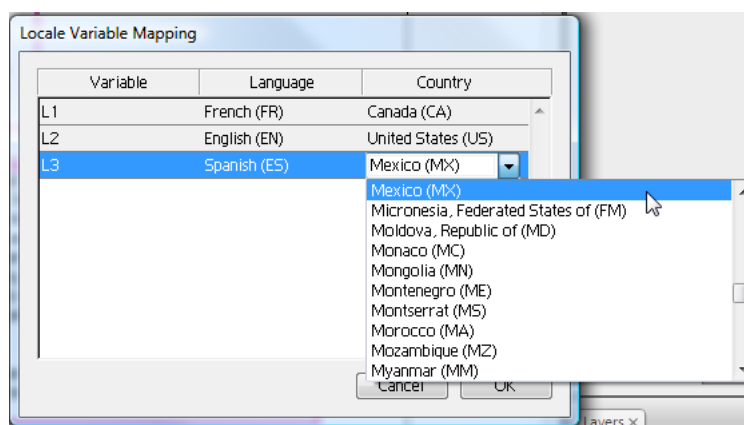 Locale Variable Mapping
Variable Language Country
L1 French (FR) Canada (CA)
L2 English (EN) United States (US)
L3 Spanish (ES) Mexico (MX)
Mexico (MX)
Micronesia, Federated States of (FM)
Moldova, Republic of (MD)
Monaco (MC)
Mongolia (MN)
Montenegro (ME)
Montserrat (MS)
Morocco (MA)
Mozambique (MZ)
Myanmar (MM)
Cancel OK
Layers